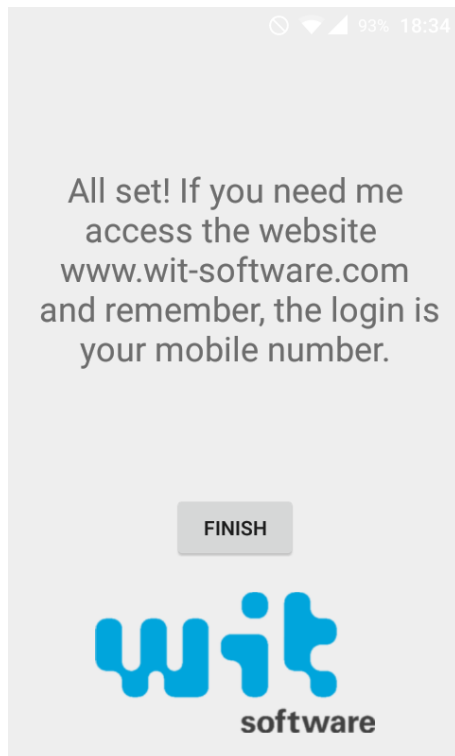 93% 18:34
All set! If you need me
access the website
www.wit-software.com
and remember, the login is
your mobile number.
FINISH
wit
software